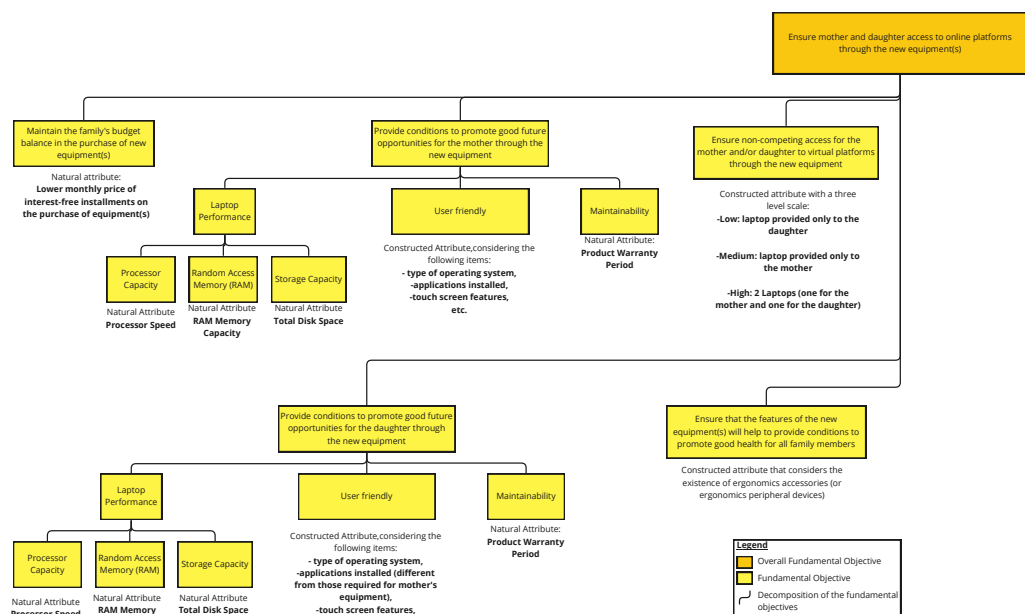 Ensure mother and daughter access to online platforms
through the new equipment(s)
Maintain the family's budget
balance in the purchase of new
equipment(s)
Natural attribute:
Lower monthly price of
interest-free installments on
the purchase of equipment(s)
Provide conditions to promote good future
opportunities for the mother through the
new equipment
Ensure non-competing access for the
mother and/or daughter to virtual platforms
through the new equipment
Constructed attribute with a three
level scale:
-Low: laptop provided only to the
daughter
-Medium: laptop provided only to
the mother
-High: 2 Laptops (one for the
mother and one for the daughter)
Laptop
Performance
User friendly
Constructed Attribute,considering the
following items:
- type of operating system,
-applications installed,
-touch screen features,
etc.
Maintainability
Natural Attribute:
Product Warranty
Period
Processor
Capacity
Natural Attribute
Processor Speed
Random Access
Memory (RAM)
Natural Attribute
RAM Memory
Capacity
Storage Capacity
Natural Attribute
Total Disk Space
Provide conditions to promote good future
opportunities for the daughter through
the new equipment
Ensure that the features of the new
equipment(s) will help to provide conditions to
promote good health for all family members
Constructed attribute that considers the
existence of ergonomics accessories (or
ergonomics peripheral devices)
Laptop
Performance
User friendly
Constructed Attribute,considering the
following items:
- type of operating system,
-applications installed (different
from those required for mother's
equipment),
-touch screen features,
Maintainability
Natural Attribute:
Product Warranty
Period
Processor
Capacity
Natural Attribute
Processor Speed
Random Access
Memory (RAM)
Natural Attribute
RAM Memory
Storage Capacity
Natural Attribute
Total Disk Space
Legend
Overall Fundamental Objective
Fundamental Objective
Decomposition of the fundamental
objectives